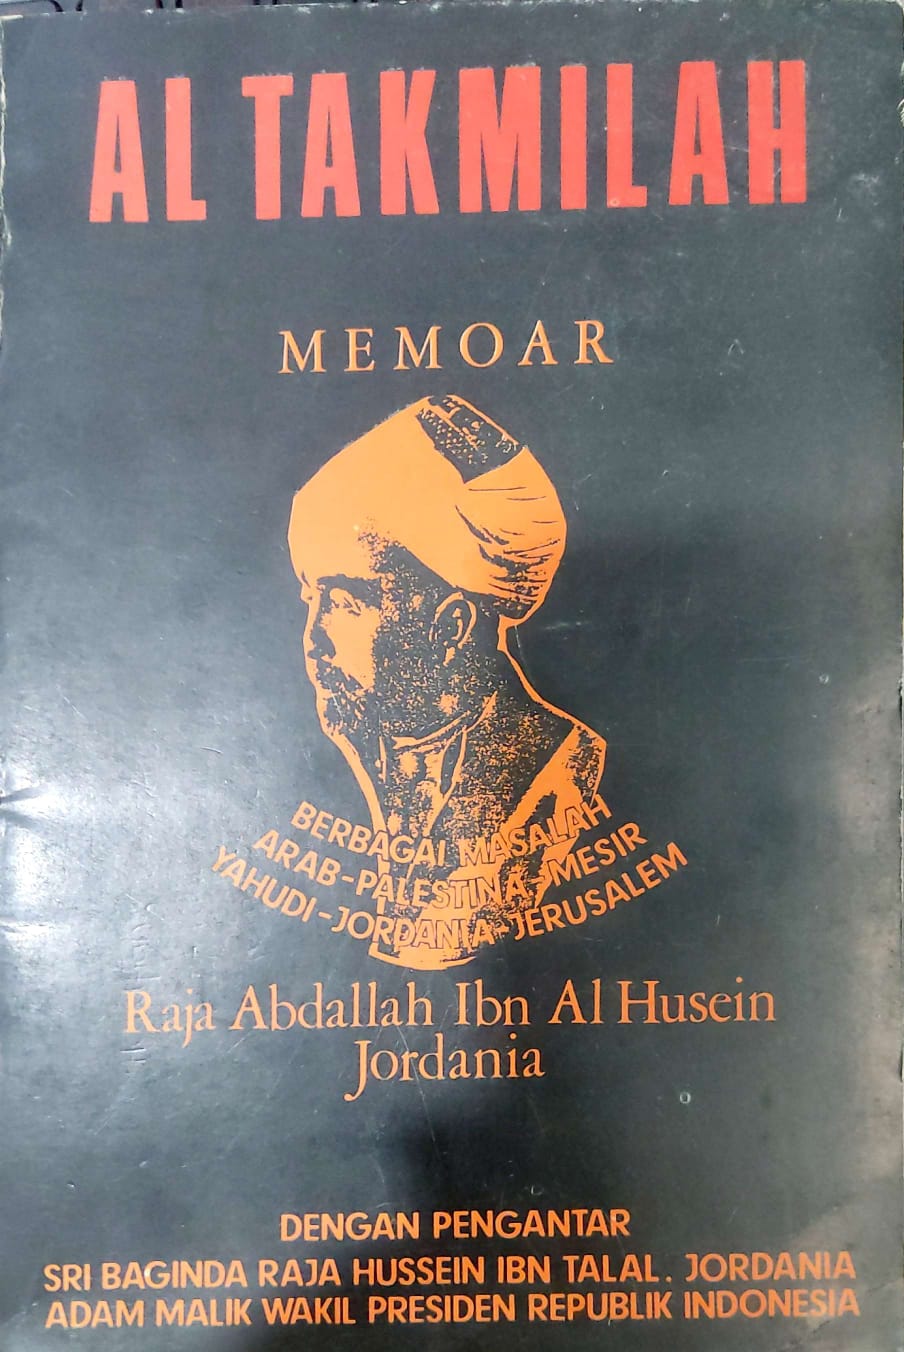 AL TAKMILAH
MEMOAR
BERBAGAI MASALAH
ARAB-PALESTINA, MESIR
YAHUDI-JORDANIA-JERUSALEM
Raja Abdallah Ibn Al Husein
Jordania
DENGAN PENGANTAR
SRI BAGINDA RAJA HUSSEIN IBN TALAL. JORDANIA
ADAM MALIK WAKIL PRESIDEN REPUBLIK INDONESIA